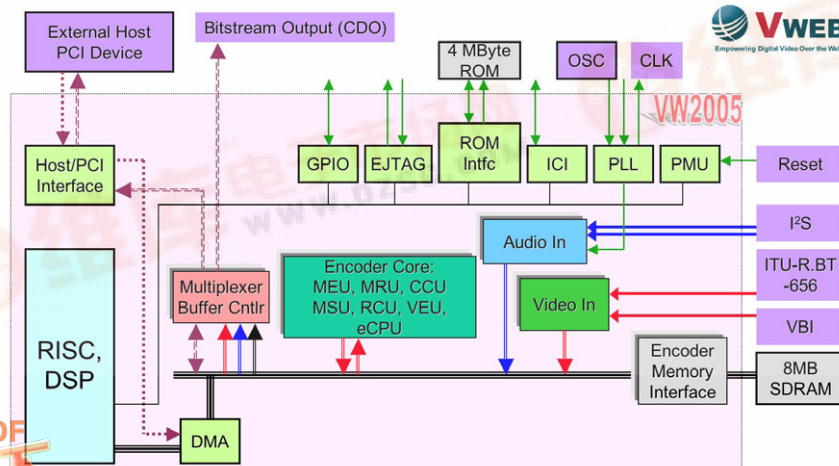 External Host
PCI Device
Bitstream Output (CDO)
4 MByte
ROM
OSC
CLK
VWEB
Empowering Digital Video Over the Web
VW2005
Host/PCI
Interface
GPIO
EJTAG
ROM
Intfc
ICI
PLL
PMU
Reset
WWW.DZSC.COM
Audio In
I²S
ITU-R.BT
-656
Multiplexer
Buffer Cntlr
Encoder Core:
MEU, MRU, CCU
MSU, RCU, VEU,
eCPU
Video In
VBI
RISC,
DSP
Encoder
Memory
Interface
8MB
SDRAM
DMA